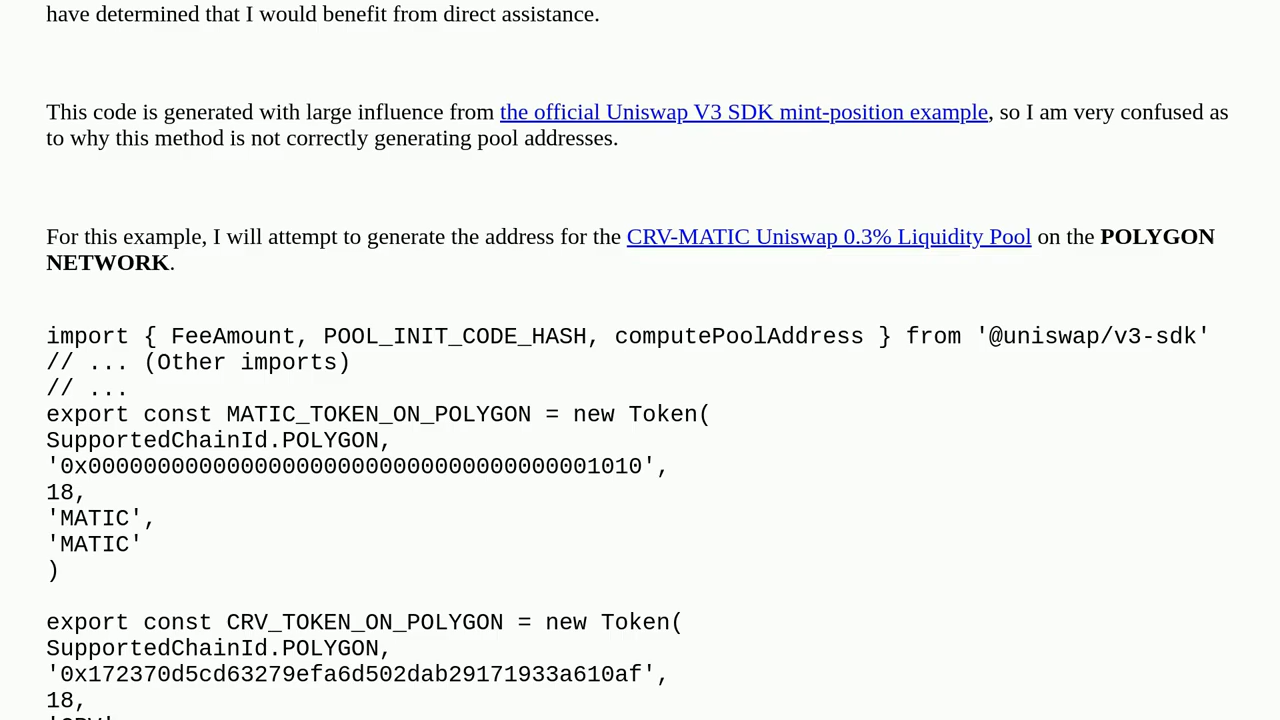 have determined that I would benefit from direct assistance.
This code is generated with large influence from the official Uniswap V3 SDK mint-position example, so I am very confused as
to why this method is not correctly generating pool addresses.
For this example, I will attempt to generate the address for the CRV-MATIC Uniswap 0.3% Liquidity Pool on the POLYGON
NETWORK.
import { FeeAmount, POOL_INIT_CODE_HASH, computePoolAddress } from '@uniswap/v3-sdk'
// ... (Other imports)
// ...
export const MATIC_TOKEN_ON_POLYGON = new Token(
SupportedChainId.POLYGON,
'0x0000000000000000000000000000000000001010',
18,
'MATIC',
'MATIC'
)
export const CRV_TOKEN_ON_POLYGON = new Token(
SupportedChainId.POLYGON,
'0x172370d5cd63279efa6d502dab29171933a610af',
18,